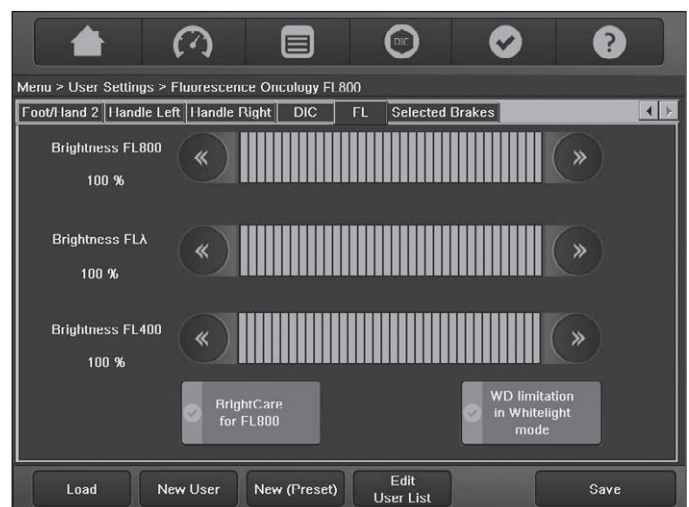 DIC
?
Menu > User Settings > Fluorescence Oncology FL800
Foot/Hand 2 Handle Left Handle Right DIC FL Selected Brakes
Brightness FL800
100 %
Brightness FLλ
100 %
Brightness FL400
100 %
BrightCare
for FL800
WD limitation
in Whitelight
mode
Load New User New (Preset) Edit
User List Save